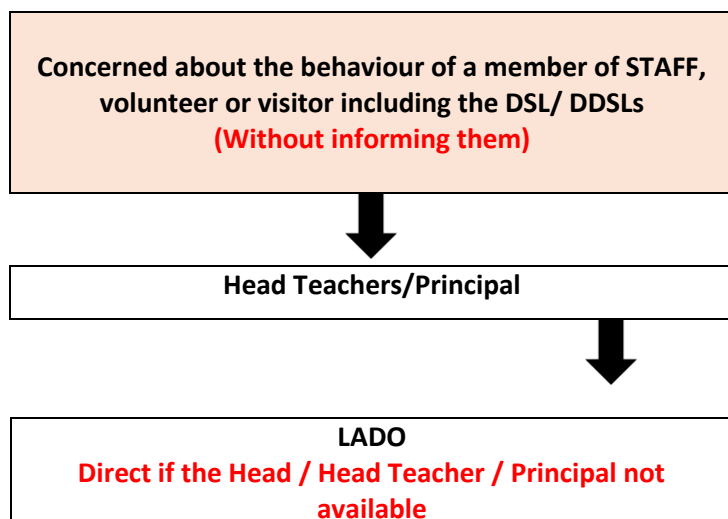 Concerned about the behaviour of a member of STAFF,
volunteer or visitor including the DSL/ DDSLs
(Without informing them)
Head Teachers/Principal
LADO
Direct if the Head / Head Teacher / Principal not
available